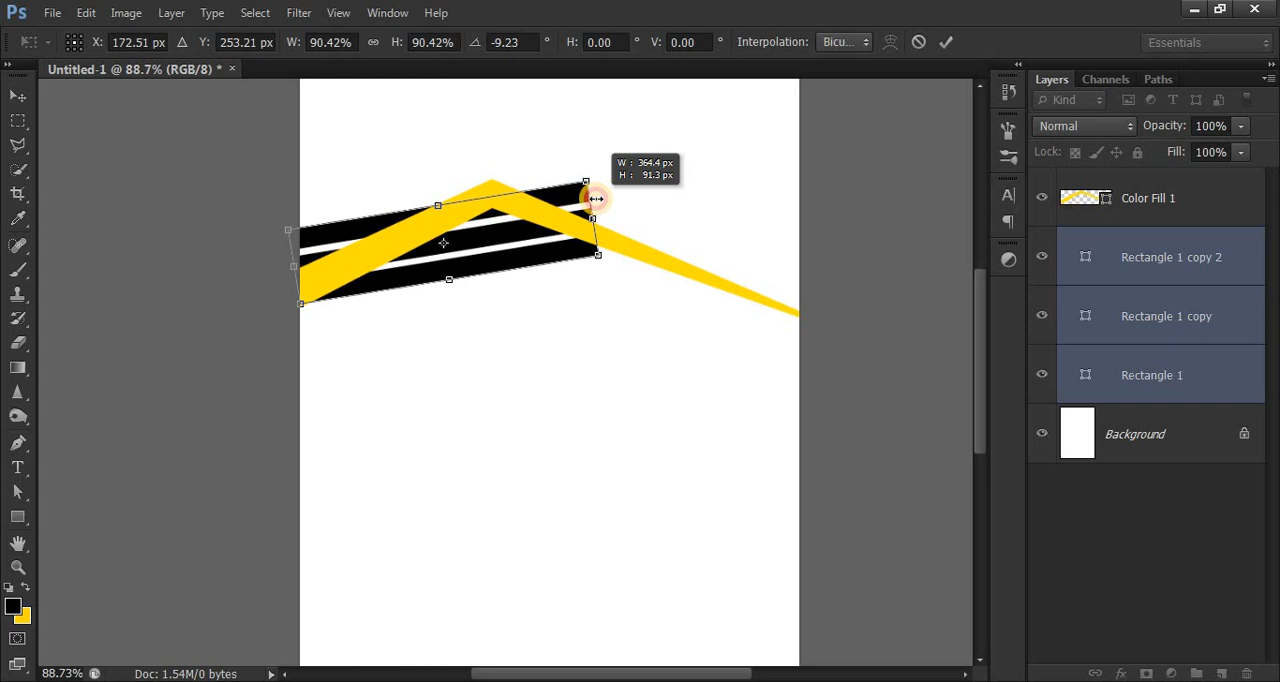 Ps File Edit Image Layer Type Select Filter View Window Help
X: 172.51 px Y: 253.21 px W: 90.42% H: 90.42% -9.23 ° H: 0.00 ° V: 0.00 ° Interpolation: Bicu... Essentials
Untitled-1 @ 88.7% (RGB/8) * ×
W : 364.4 px
H : 91.3 px
Layers Channels Paths
Kind
Normal Opacity: 100%
Lock: Fill: 100%
Color Fill 1
Rectangle 1 copy 2
Rectangle 1 copy
Rectangle 1
Background
88.73% Doc: 1.54M/0 bytes